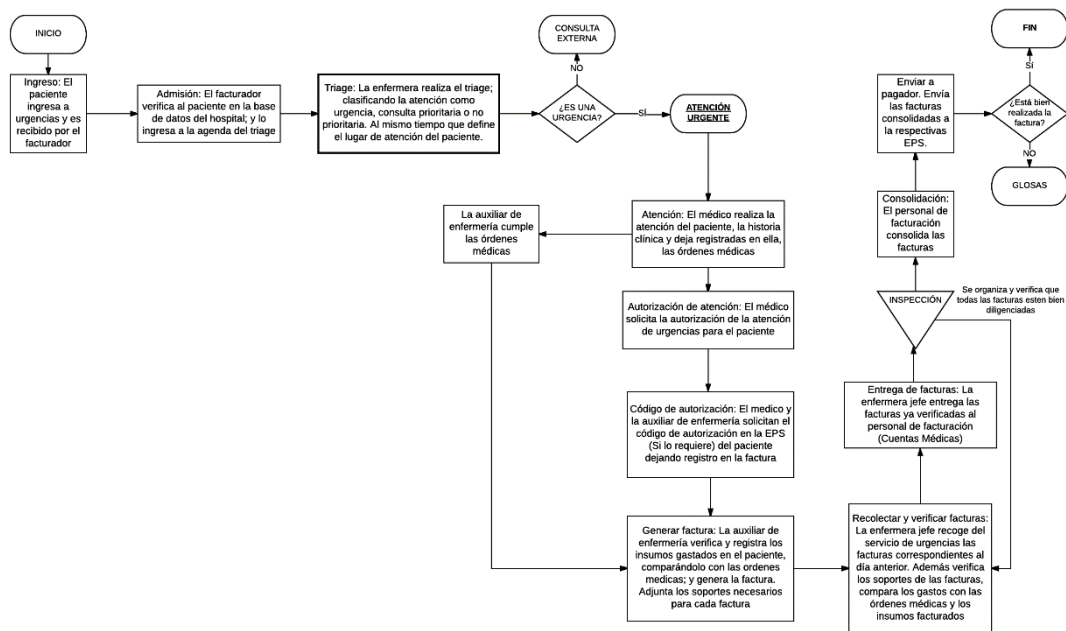 INICIO
Ingreso: El
paciente
ingresa a
urgencias y es
recibido por el
facturador
Admisión: El facturador
verifica al paciente en la base
de datos del hospital; y lo
ingresa a la agenda del triage
Triage: La enfermera realiza el triage;
clasificando la atención como
urgencia, consulta prioritaria o no
prioritaria. Al mismo tiempo que define
el lugar de atención del paciente.
CONSULTA
EXTERNA
NO
¿ES UNA
URGENCIA?
SÍ
ATENCIÓN
URGENTE
Atención: El médico realiza la
atención del paciente, la historia
clínica y deja registradas en ella,
las órdenes médicas
La auxiliar de
enfermería cumple
las órdenes
médicas
Autorización de atención: El médico
solicita la autorización de la atención
de urgencias para el paciente
Código de autorización: El medico y
la auxiliar de enfermería solicitan el
código de autorización en la EPS
(Si lo requiere) del paciente
dejando registro en la factura
Generar factura: La auxiliar de
enfermería verifica y registra los
insumos gastados en el paciente,
comparándolo con las ordenes
medicas; y genera la factura.
Adjunta los soportes necesarios
para cada factura
Recolectar y verificar facturas:
La enfermera jefe recoge del
servicio de urgencias las
facturas correspondientes al
día anterior. Además verifica
los soportes de las facturas,
compara los gastos con las
órdenes médicas y los
insumos facturados
Entrega de facturas: La
enfermera jefe entrega las
facturas ya verificadas al
personal de facturación
(Cuentas Médicas)
INSPECCIÓN
Se organiza y verifica que
todas las facturas esten bien
diligenciadas
Consolidación:
El personal de
facturación
consolida las
facturas
Enviar a
pagador. Envía
las facturas
consolidadas a la
respectivas
EPS.
¿Está bien
realizada la
factura?
SÍ
FIN
NO
GLOSAS